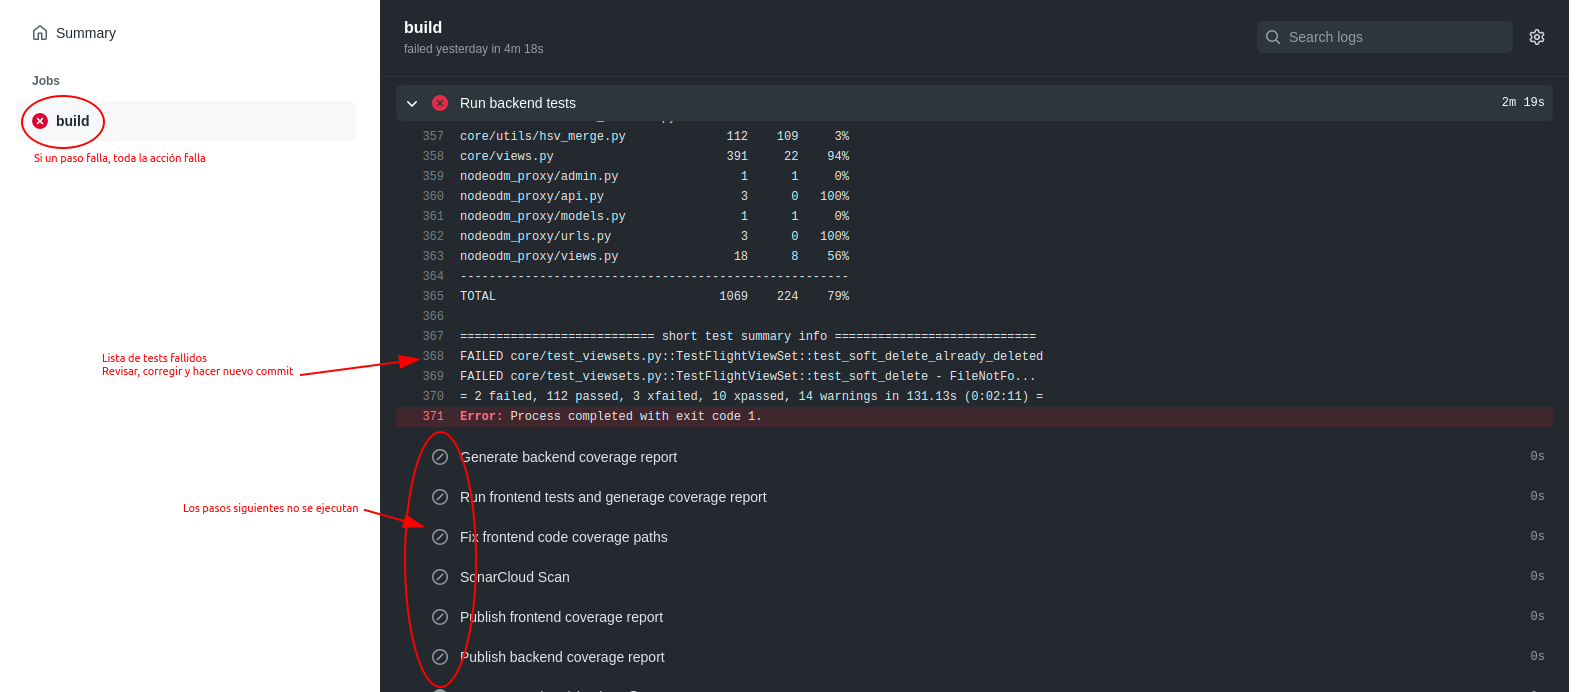 Summary
Jobs
build
Si un paso falla, toda la acción falla
Lista de tests fallidos
Revisar, corregir y hacer nuevo commit
Los pasos siguientes no se ejecutan
build
failed yesterday in 4m 18s
Search logs
Run backend tests 2m 19s
357 core/utils/hsv_merge.py 112 109 3%
358 core/views.py 391 22 94%
359 nodeodm_proxy/admin.py 1 1 0%
360 nodeodm_proxy/api.py 3 0 100%
361 nodeodm_proxy/models.py 1 1 0%
362 nodeodm_proxy/urls.py 3 0 100%
363 nodeodm_proxy/views.py 18 8 56%
364 ------------------------------------------------------
365 TOTAL 1069 224 79%
366
367 =========================== short test summary info ============================
368 FAILED core/test_viewsets.py::TestFlightViewSet::test_soft_delete_already_deleted
369 FAILED core/test_viewsets.py::TestFlightViewSet::test_soft_delete - FileNotFo...
370 = 2 failed, 112 passed, 3 xfailed, 10 xpassed, 14 warnings in 131.13s (0:02:11) =
371 Error: Process completed with exit code 1.
Generate backend coverage report 0s
Run frontend tests and generage coverage report 0s
Fix frontend code coverage paths 0s
SonarCloud Scan 0s
Publish frontend coverage report 0s
Publish backend coverage report 0s